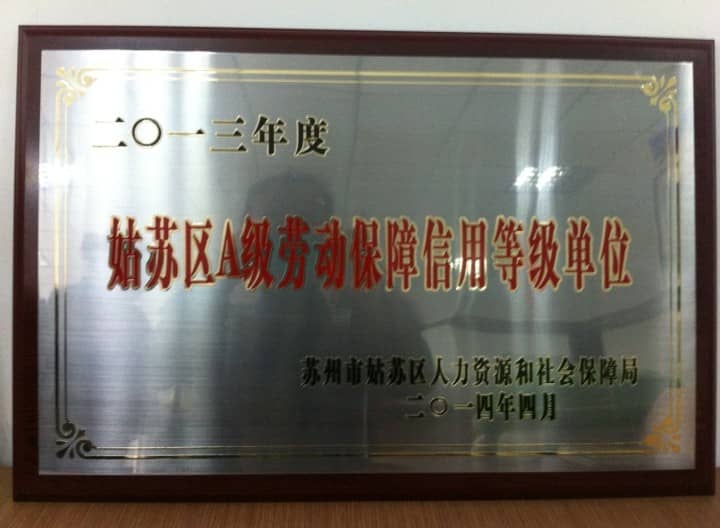 二〇一三年度
姑苏区A级劳动保障信用等级单位
苏州市姑苏区人力资源和社会保障局
二〇一四年四月